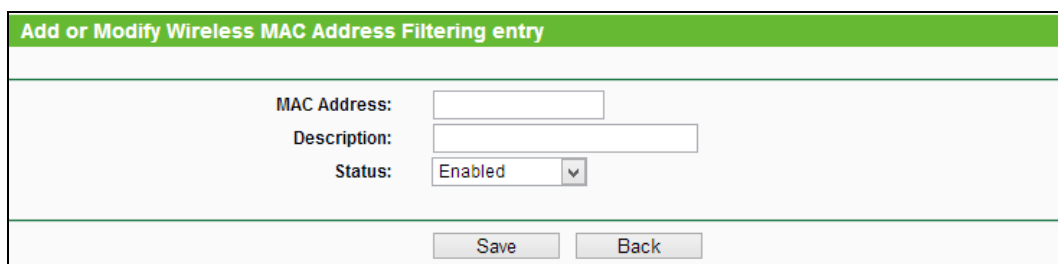 Add or Modify Wireless MAC Address Filtering entry
MAC Address:
Description:
Status: Enabled
Save Back